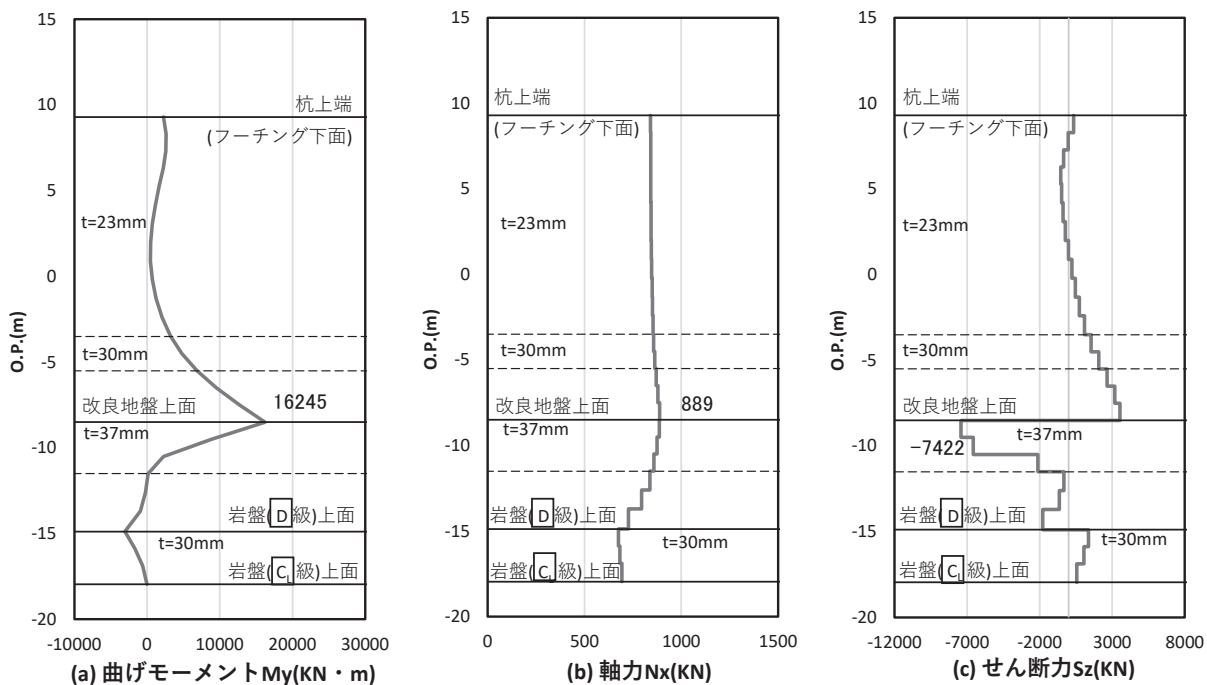 15
10
5
0
-5
-10
-15
-20
O.P.(m)
杭上端
(フーチング下面)
t=23mm
t=30mm
改良地盤上面
16245
t=37mm
岩盤(D級)上面
t=30mm
岩盤(CL級)上面
-10000 0 10000 20000 30000
(a) 曲げモーメントMy(KN・m)
15
10
5
0
-5
-10
-15
-20
O.P.(m)
杭上端
(フーチング下面)
t=23mm
t=30mm
改良地盤上面
889
t=37mm
岩盤(D級)上面
t=30mm
岩盤(CL級)上面
0 500 1000 1500
(b) 軸力Nx(KN)
15
10
5
0
-5
-10
-15
-20
O.P.(m)
杭上端
(フーチング下面)
t=23mm
t=30mm
改良地盤上面
t=37mm
−7422
岩盤(D級)上面
t=30mm
岩盤(CL級)上面
-12000 -7000 -2000 3000 8000
(c) せん断力Sz(KN)